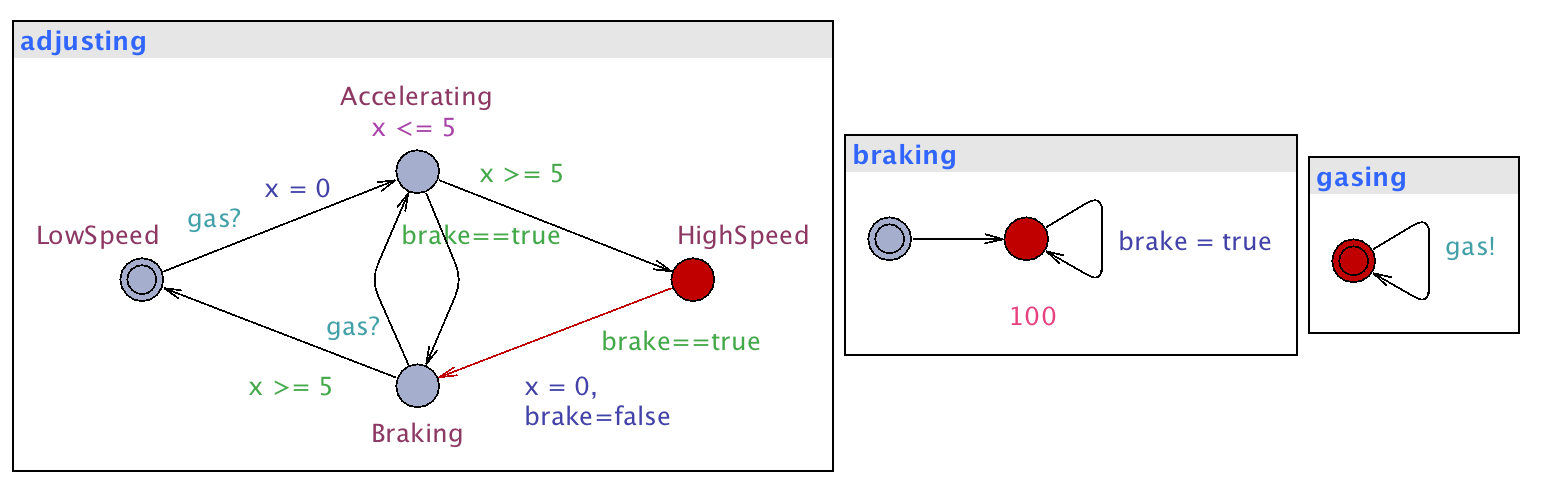 adjusting
Accelerating
x <= 5
x >= 5
x = 0
gas?
LowSpeed
brake==true
HighSpeed
gas?
brake==true
x >= 5
x = 0,
brake=false
Braking
braking
brake = true
100
gasing
gas!